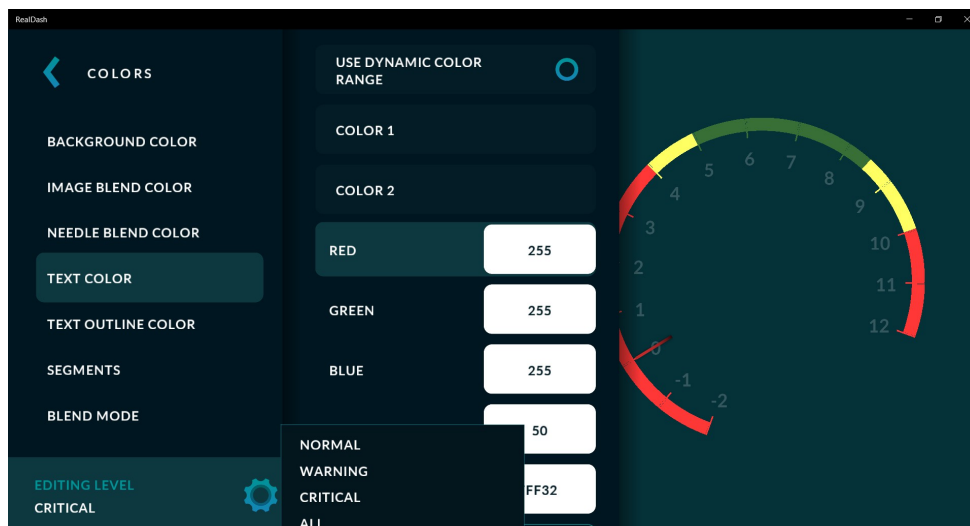 RealDash
COLORS
BACKGROUND COLOR
IMAGE BLEND COLOR
NEEDLE BLEND COLOR
TEXT COLOR
TEXT OUTLINE COLOR
SEGMENTS
BLEND MODE
EDITING LEVEL
CRITICAL
USE DYNAMIC COLOR
RANGE
COLOR 1
COLOR 2
RED 255
GREEN 255
BLUE 255
50
FF32
NORMAL
WARNING
CRITICAL
ALL
-2
-1
0
1
2
3
4
5
6
7
8
9
10
11
12